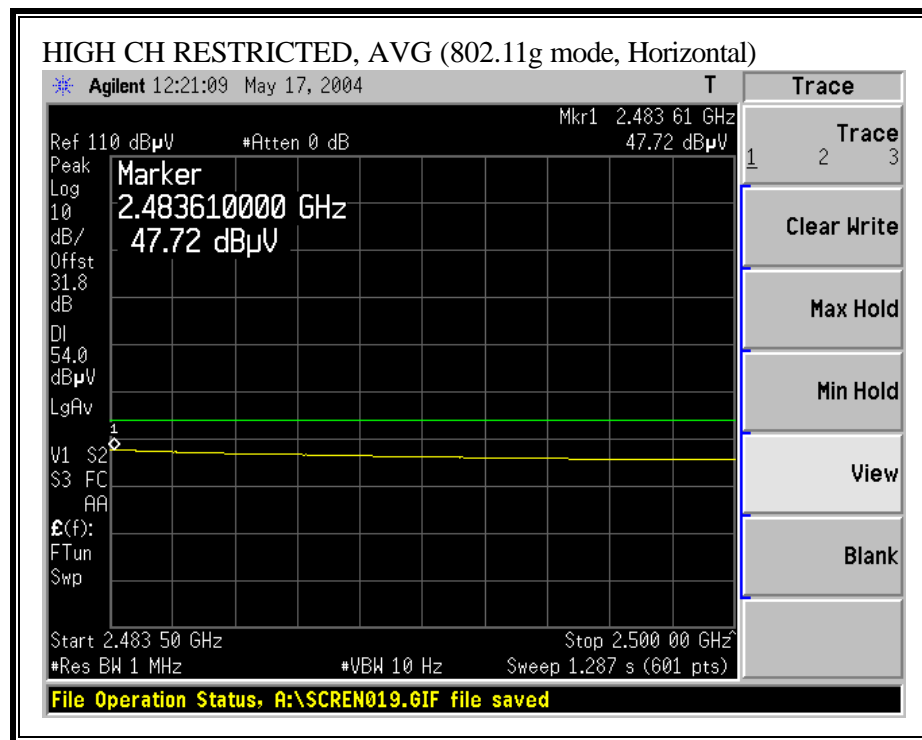 HIGH CH RESTRICTED, AVG (802.11g mode, Horizontal)
Agilent 12:21:09 May 17, 2004 T
Mkr1 2.483 61 GHz
Ref 110 dBµV #Atten 0 dB 47.72 dBµV
Peak
Log
10
dB/
Offst
31.8
dB
DI
54.0
dBµV
LgAv
V1 S2
S3 FC
AA
£(f):
FTun
Swp
Marker
2.483610000 GHz
47.72 dBµV
1
Start 2.483 50 GHz Stop 2.500 00 GHz^
#Res BW 1 MHz #VBW 10 Hz Sweep 1.287 s (601 pts)
Trace
Trace
1 2 3
Clear Write
Max Hold
Min Hold
View
Blank
File Operation Status, A:\SCREN019.GIF file saved